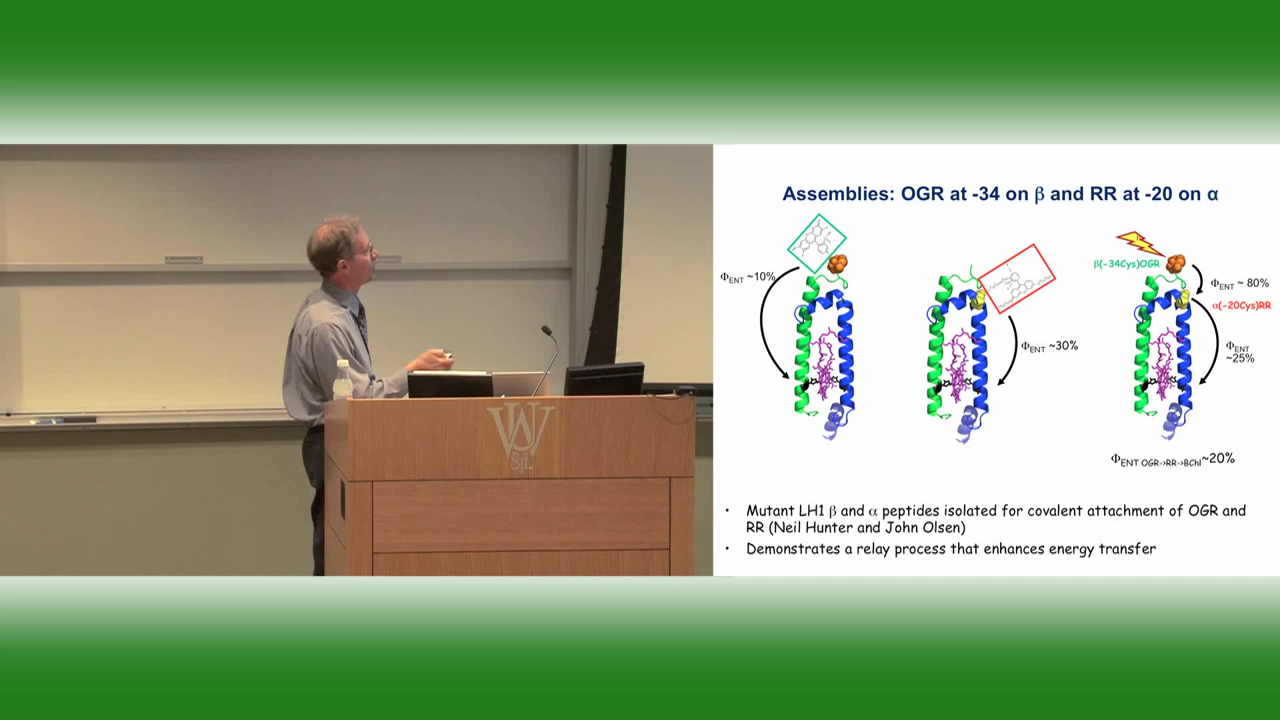 Assemblies: OGR at -34 on β and RR at -20 on α
ΦENT ~10%
ΦENT ~30%
β(-34Cys)OGR
ΦENT ~ 80%
α(-20Cys)RR
ΦENT
~25%
ΦENT OGR→RR→BChl~20%
• Mutant LH1 β and α peptides isolated for covalent attachment of OGR and
RR (Neil Hunter and John Olsen)
• Demonstrates a relay process that enhances energy transfer
WU
StL